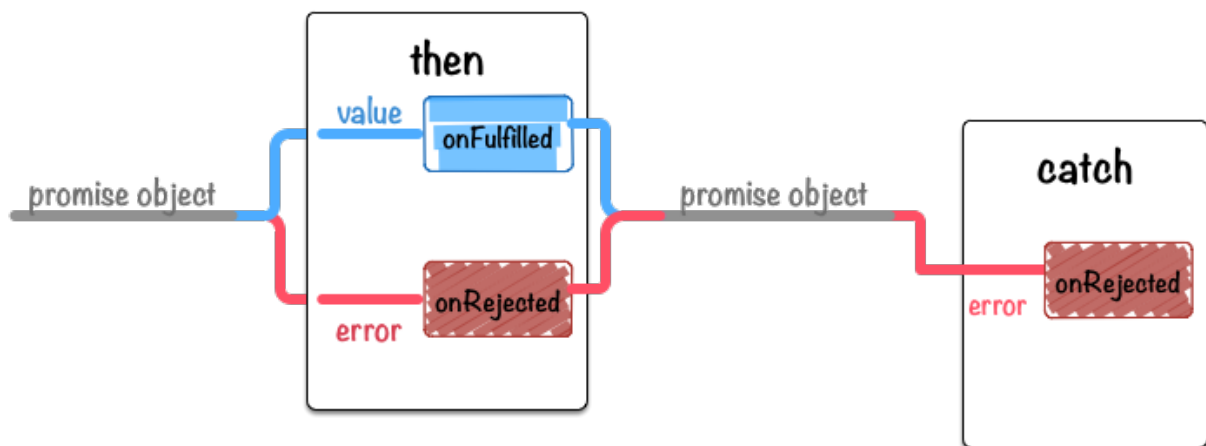 then
value
onFulfilled
promise object
promise object
catch
onRejected
error
onRejected
error